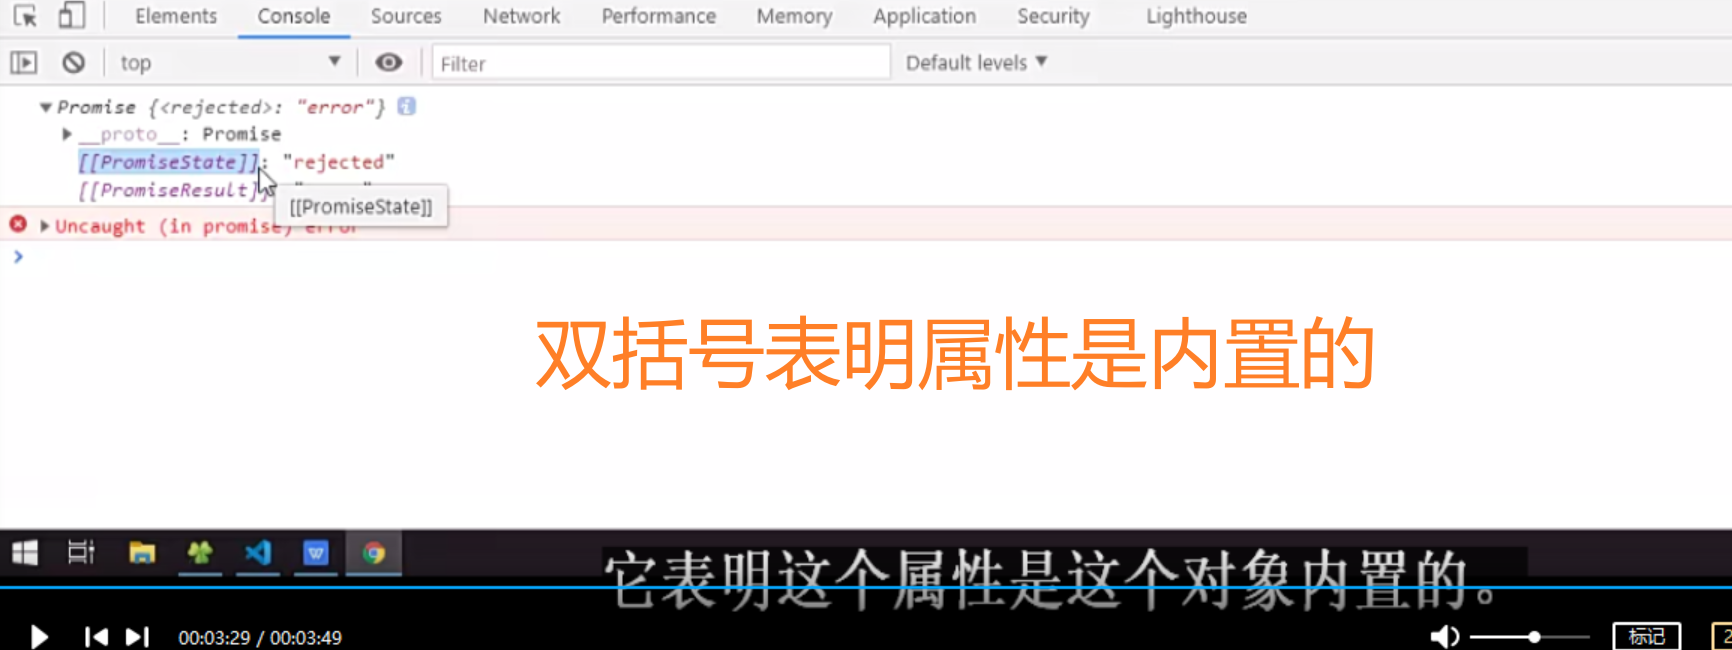 Elements Console Sources Network Performance Memory Application Security Lighthouse
top Filter Default levels
Promise {<rejected>: "error"}
__proto__: Promise
[[PromiseState]]: "rejected"
[[PromiseResult]]
[[PromiseState]]
Uncaught (in promise) error
双括号表明属性是内置的
它表明这个属性是这个对象内置的。
00:03:29 / 00:03:49
标记